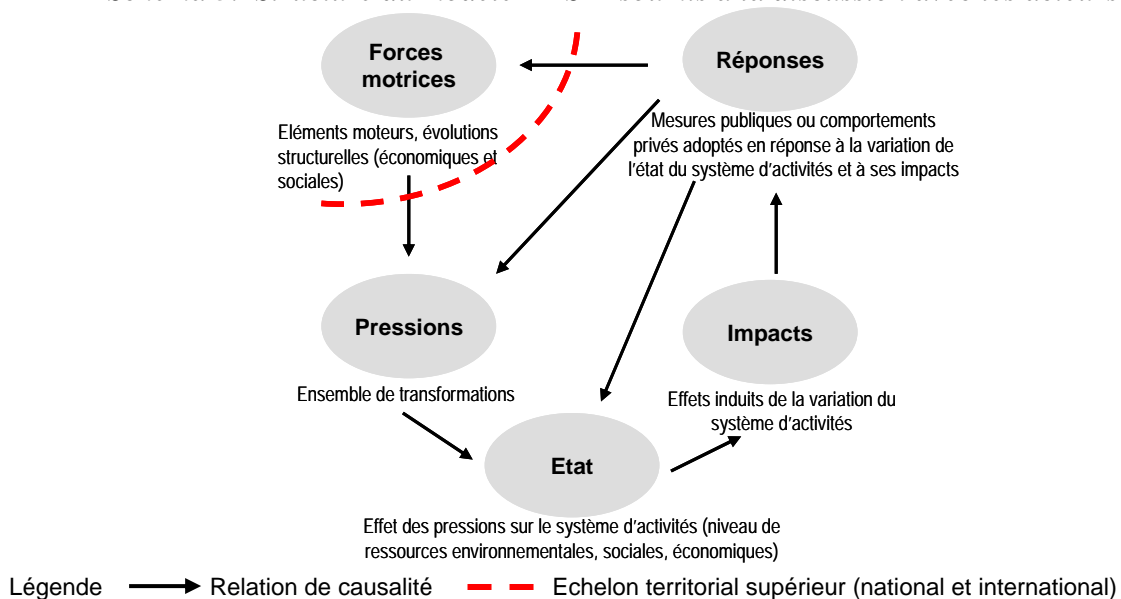 Forces
motrices
Réponses
Eléments moteurs, évolutions
structurelles (économiques et
sociales)
Mesures publiques ou comportements
privés adoptés en réponse à la variation de
l'état du système d'activités et à ses impacts
Pressions
Impacts
Ensemble de transformations
Effets induits de la variation du
système d'activités
Etat
Effet des pressions sur le système d'activités (niveau de
ressources environnementales, sociales, économiques)
Légende Relation de causalité Echelon territorial supérieur (national et international)